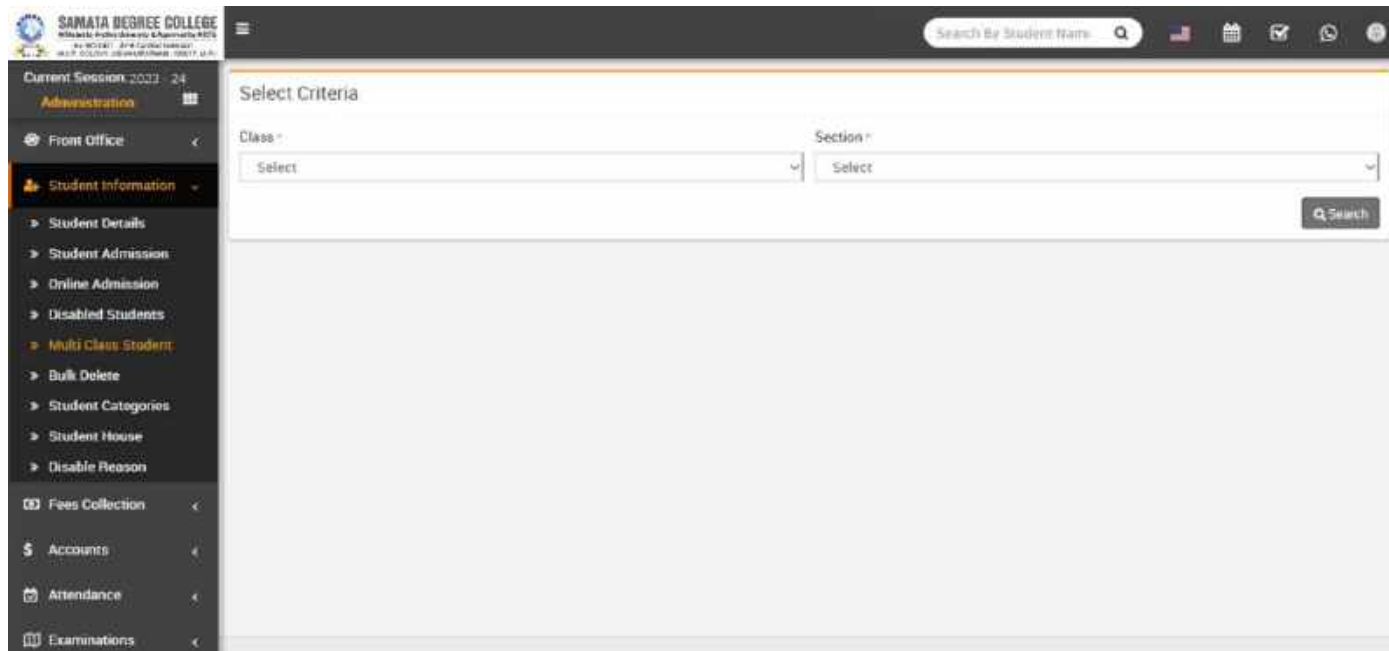 SAMATA DEGREE COLLEGE
Search By Student Name
Current Session: 2023 - 24
Administration
Select Criteria
Front Office
Class *
Section *
Select
Select
Student Information
Search
Student Details
Student Admission
Online Admission
Disabled Students
Multi Class Student
Bulk Delete
Student Categories
Student House
Disable Reason
Fees Collection
$ Accounts
Attendance
Examinations